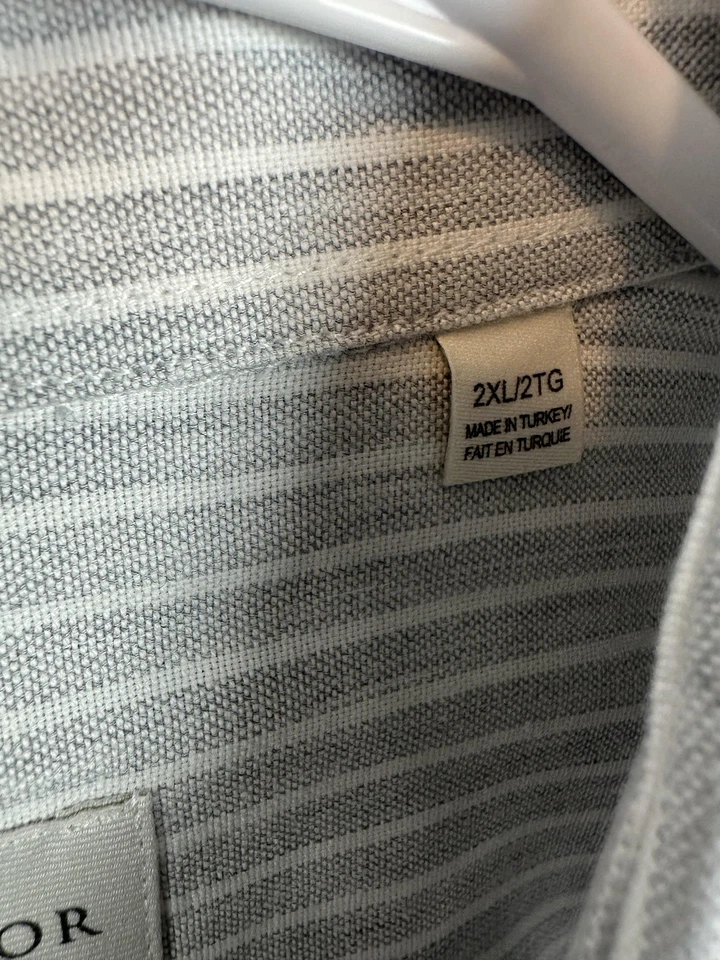 2XL/2TG
MADE IN TURKEY/
FAIT EN TURQUIE
OR